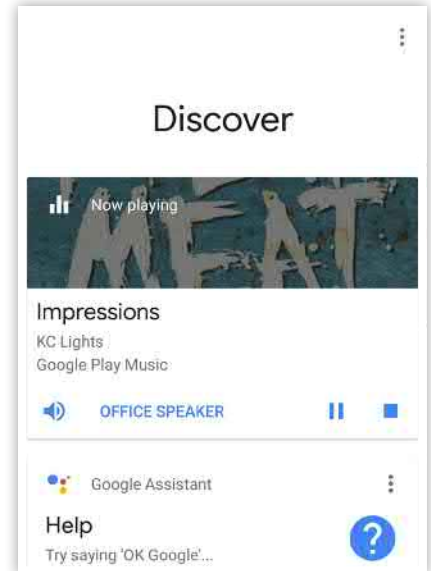 Discover
MEAT
Now playing
Impressions
KC Lights
Google Play Music
OFFICE SPEAKER
Google Assistant
Help
?
Try saying 'OK Google'...